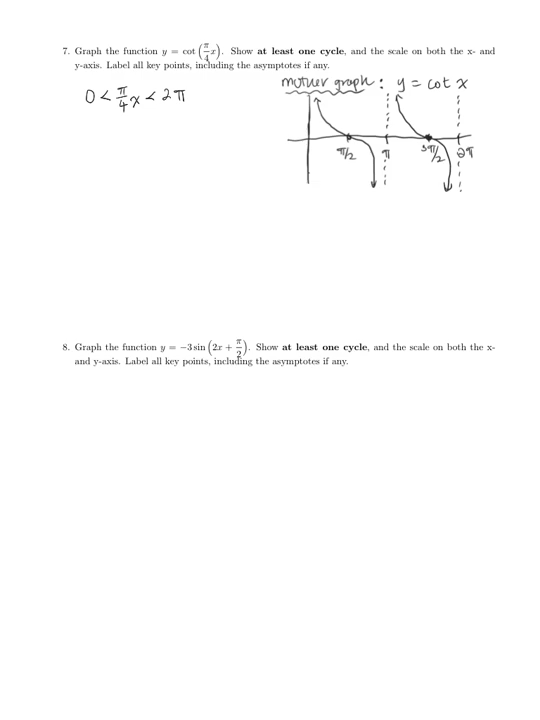 7. Graph the function y = cot (π/4 x). Show at least one cycle, and the scale on both the x- and
y-axis. Label all key points, including the asymptotes if any.
0 < π/4 x < 2π
mother graph: y = cot x
π/2 π 3π/2 2π
8. Graph the function y = −3 sin (2x + π/2). Show at least one cycle, and the scale on both the x-
and y-axis. Label all key points, including the asymptotes if any.